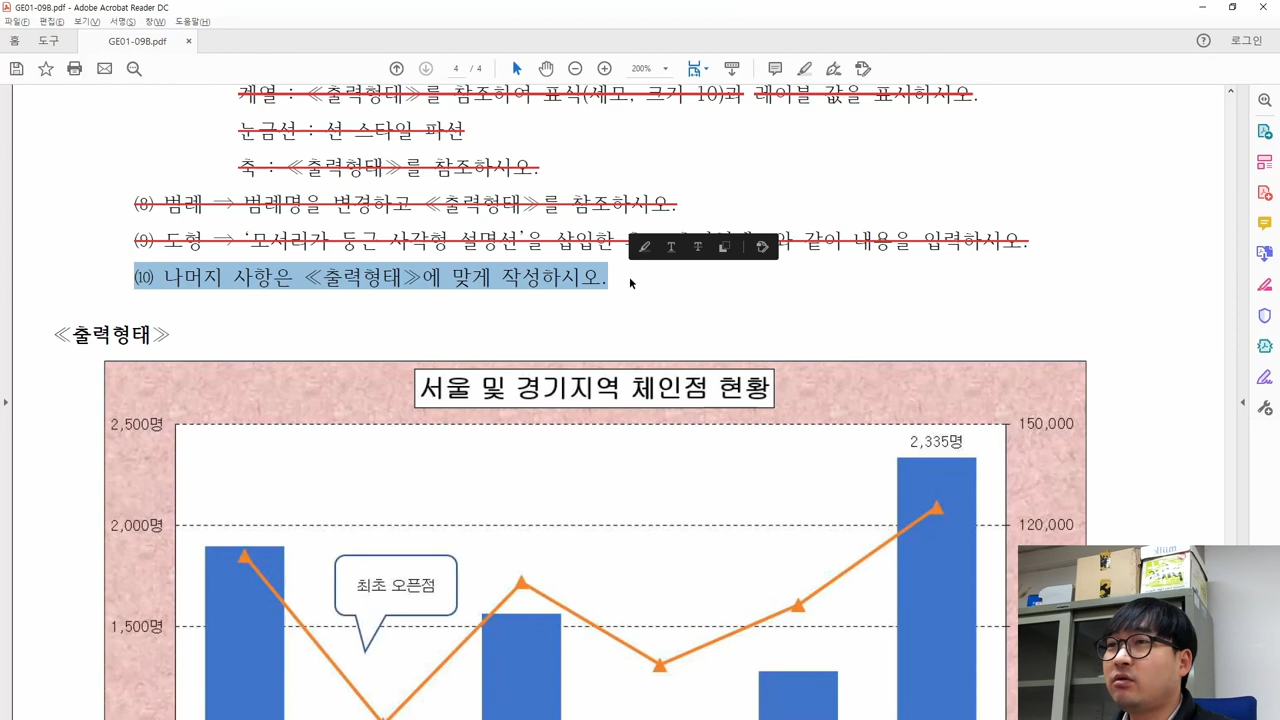 GE01-09B.pdf - Adobe Acrobat Reader DC
파일(F) 편집(E) 보기(V) 서명(S) 창(W) 도움말(H)
홈 도구 GE01-09B.pdf × 로그인
4 / 4 200%
계열 : ≪출력형태≫를 참조하여 표식(세모, 크기 10)과 레이블 값을 표시하시오.
눈금선 : 선 스타일 파선
축 : ≪출력형태≫를 참조하시오.
⑻ 범례 → 범례명을 변경하고 ≪출력형태≫를 참조하시오.
⑼ 도형 → ‘모서리가 둥근 사각형 설명선’을 삽입한 와 같이 내용을 입력하시오.
⑽ 나머지 사항은 ≪출력형태≫에 맞게 작성하시오.
≪출력형태≫
서울 및 경기지역 체인점 현황
2,500명 150,000
2,335명
2,000명 120,000
최초 오픈점
1,500명